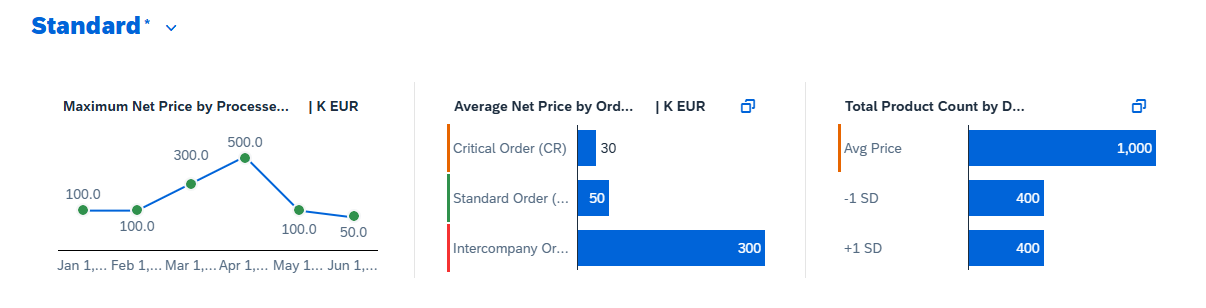 Standard*
Maximum Net Price by Processe... | K EUR
100.0
100.0
300.0
500.0
100.0
50.0
Jan 1,... Feb 1,... Mar 1,... Apr 1,... May 1... Jun 1,...
Average Net Price by Ord... | K EUR
Critical Order (CR) 30
Standard Order (... 50
Intercompany Or... 300
Total Product Count by D...
Avg Price 1,000
-1 SD 400
+1 SD 400